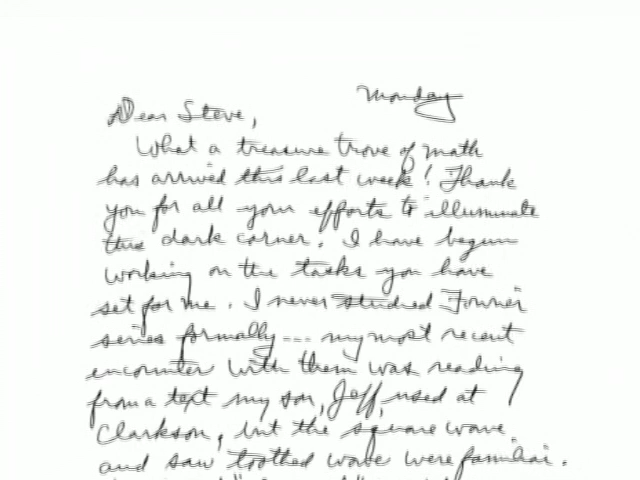 Monday
Dear Steve,
What a treasure trove of math
has arrived this last week! Thank
you for all your efforts to illuminate
this dark corner. I have begun
working on the tasks you have
set for me. I never studied Fourier
series formally... my most recent
encounter with them was reading
from a text my son, Jeff, used at
Clarkson, but the square wave
and saw toothed wave were familiar.